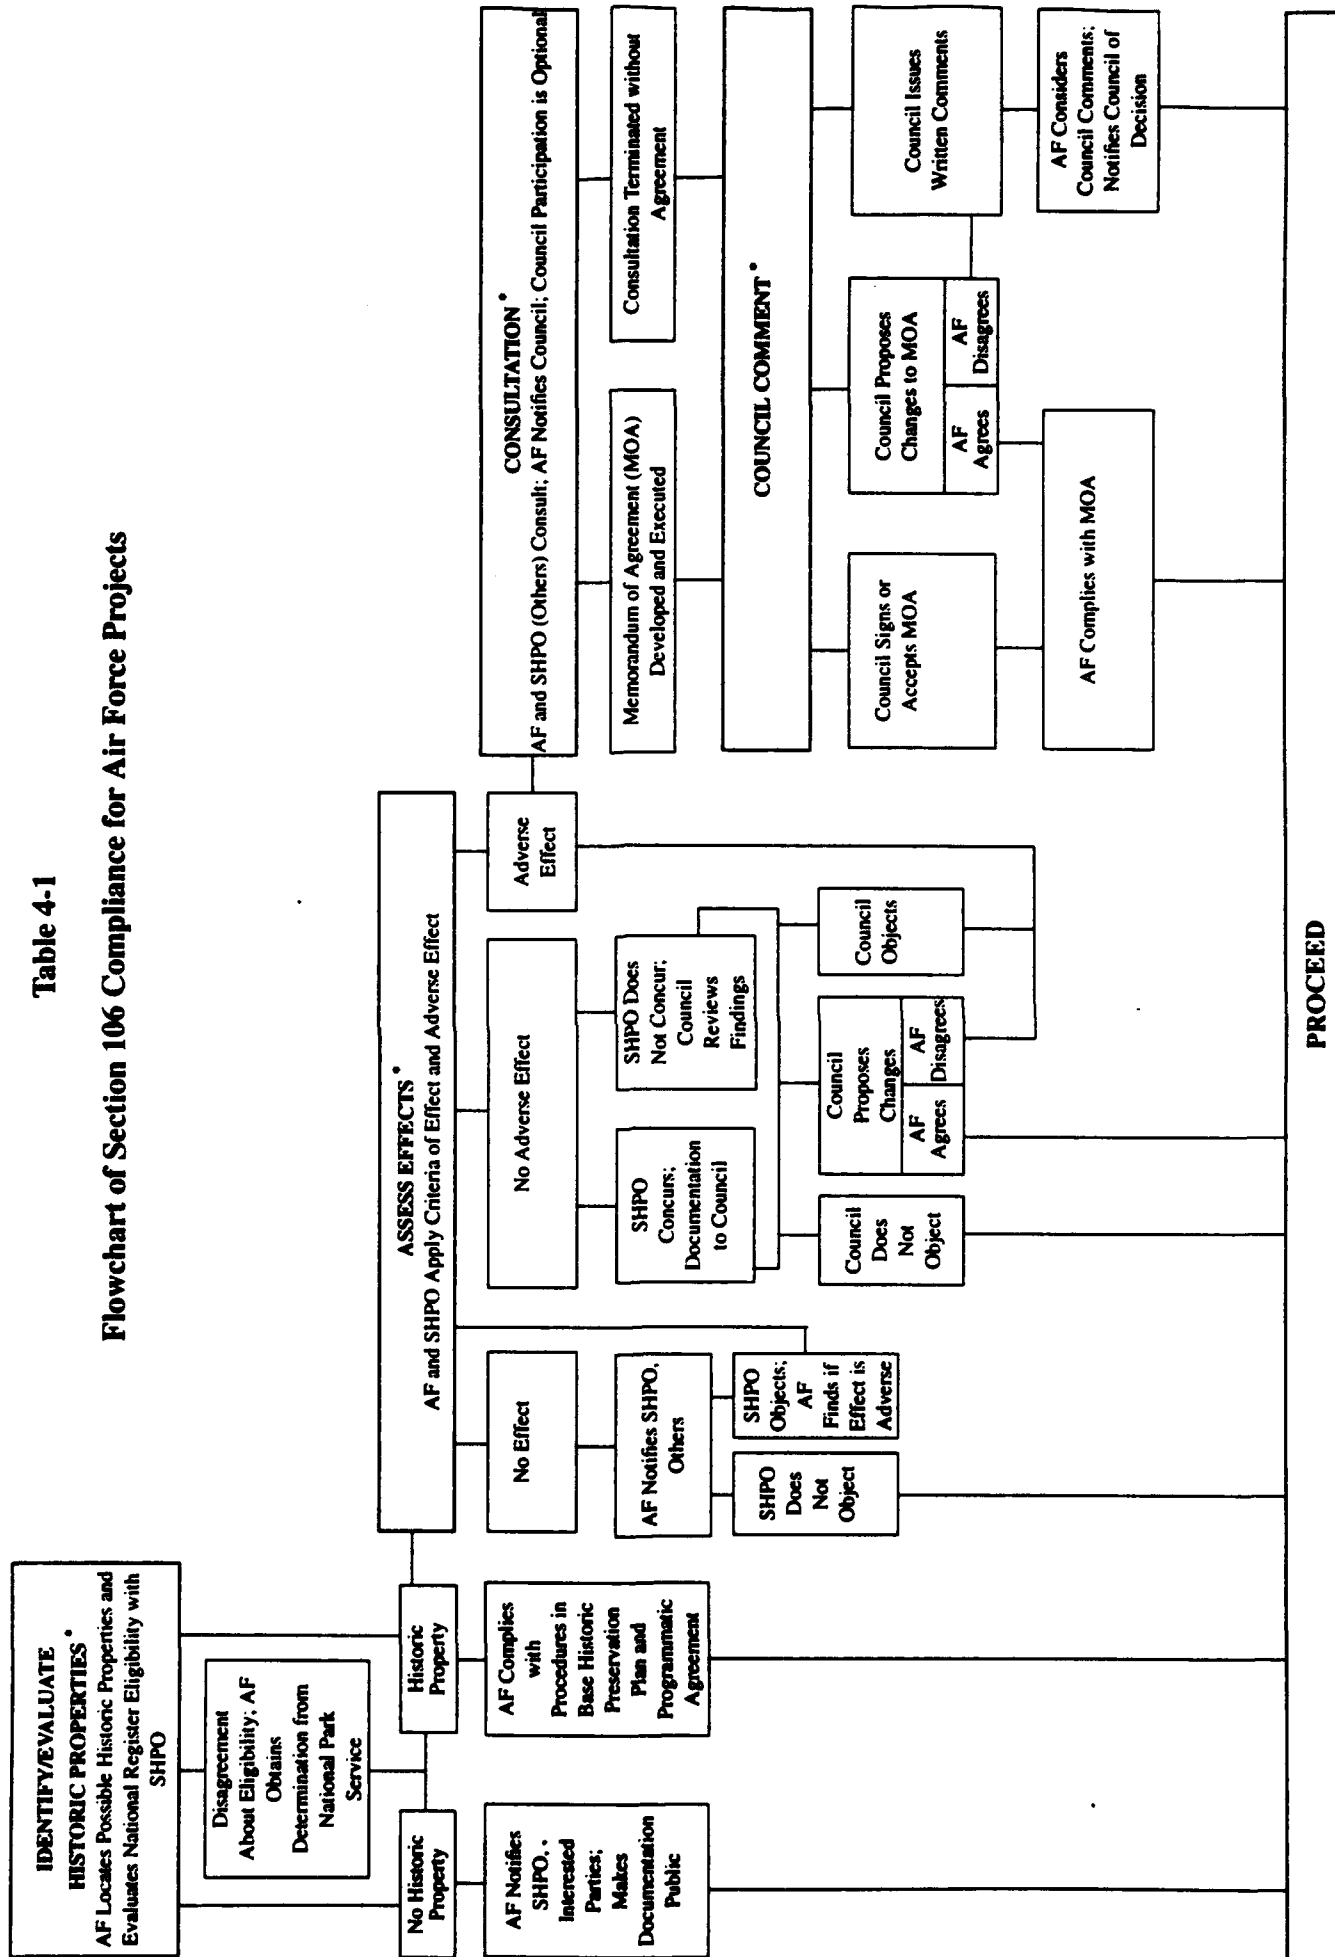 Table 4-1
Flowchart of Section 106 Compliance for Air Force Projects
IDENTIFY/EVALUATE
HISTORIC PROPERTIES*
AF Locates Possible Historic Properties and
Evaluates National Register Eligibility with
SHPO
Disagreement
About Eligibility; AF
Obtains
Determination from
National Park
Service
No Historic
Property
Historic
Property
AF Notifies
SHPO, .
Interested
Parties;
Makes
Documentation
Public
AF Complies
with
Procedures in
Base Historic
Preservation
Plan and
Programmatic
Agreement
ASSESS EFFECTS*
AF and SHPO Apply Criteria of Effect and Adverse Effect
No Effect
AF Notifies SHPO,
Others
SHPO
Does
Not
Object
SHPO
Objects;
AF
Finds if
Effect is
Adverse
No Adverse Effect
SHPO
Concurs;
Documentation
to Council
SHPO Does
Not Concur;
Council
Reviews
Findings
Council
Does
Not
Object
Council
Proposes
Changes
AF
Agrees
AF
Disagrees
Council
Objects
Adverse
Effect
CONSULTATION*
AF and SHPO (Others) Consult; AF Notifies Council; Council Participation is Optional
Memorandum of Agreement (MOA)
Developed and Executed
Consultation Terminated without
Agreement
COUNCIL COMMENT*
Council Signs or
Accepts MOA
Council Proposes
Changes to MOA
AF
Agrees
AF
Disagrees
Council Issues
Written Comments
AF Complies with MOA
AF Considers
Council Comments;
Notifies Council of
Decision
PROCEED